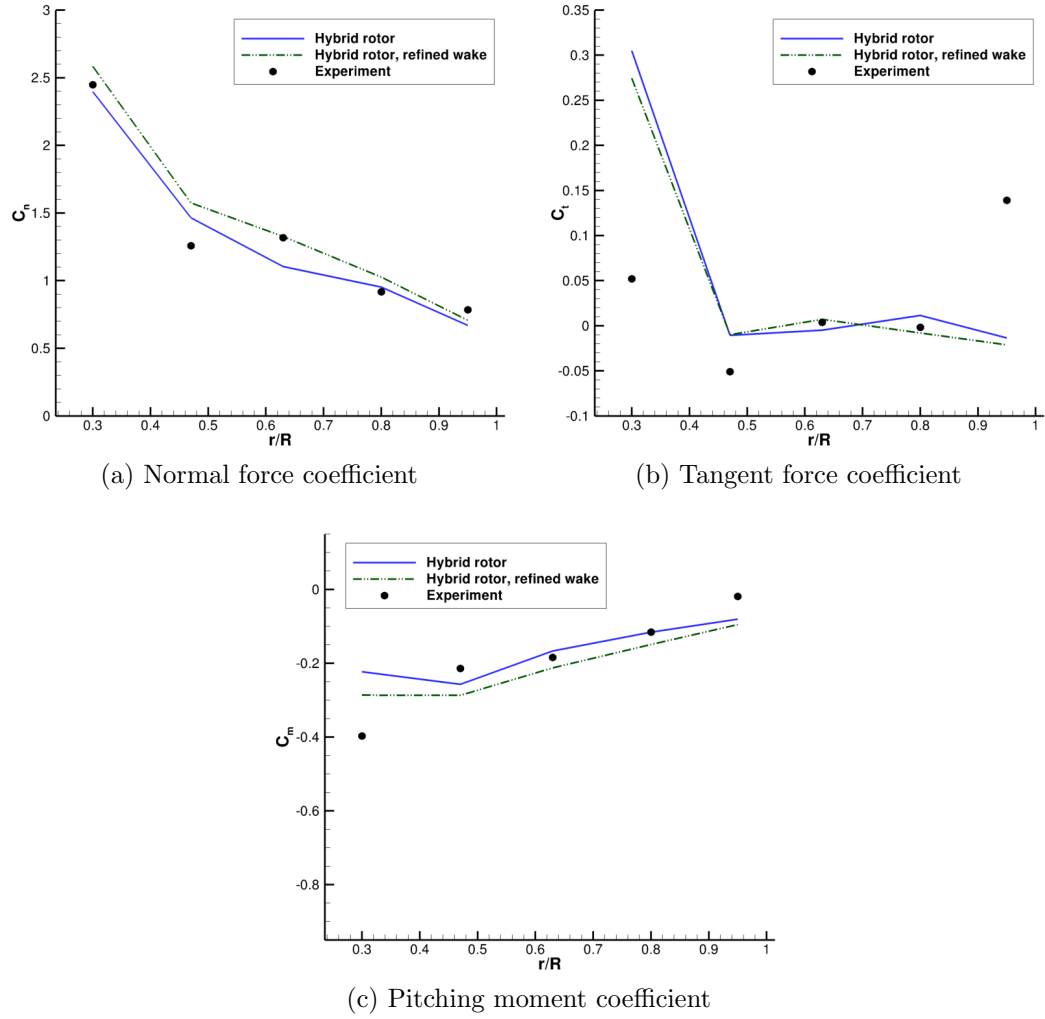 3
2.5
2
1.5
1
0.5
0
Cn
0.3 0.4 0.5 0.6 0.7 0.8 0.9 1
r/R
Hybrid rotor
Hybrid rotor, refined wake
Experiment
(a) Normal force coefficient
0.35
0.3
0.25
0.2
0.15
0.1
0.05
0
-0.05
-0.1
Ct
0.3 0.4 0.5 0.6 0.7 0.8 0.9 1
r/R
Hybrid rotor
Hybrid rotor, refined wake
Experiment
(b) Tangent force coefficient
0
-0.2
-0.4
-0.6
-0.8
Cm
0.3 0.4 0.5 0.6 0.7 0.8 0.9 1
r/R
Hybrid rotor
Hybrid rotor, refined wake
Experiment
(c) Pitching moment coefficient